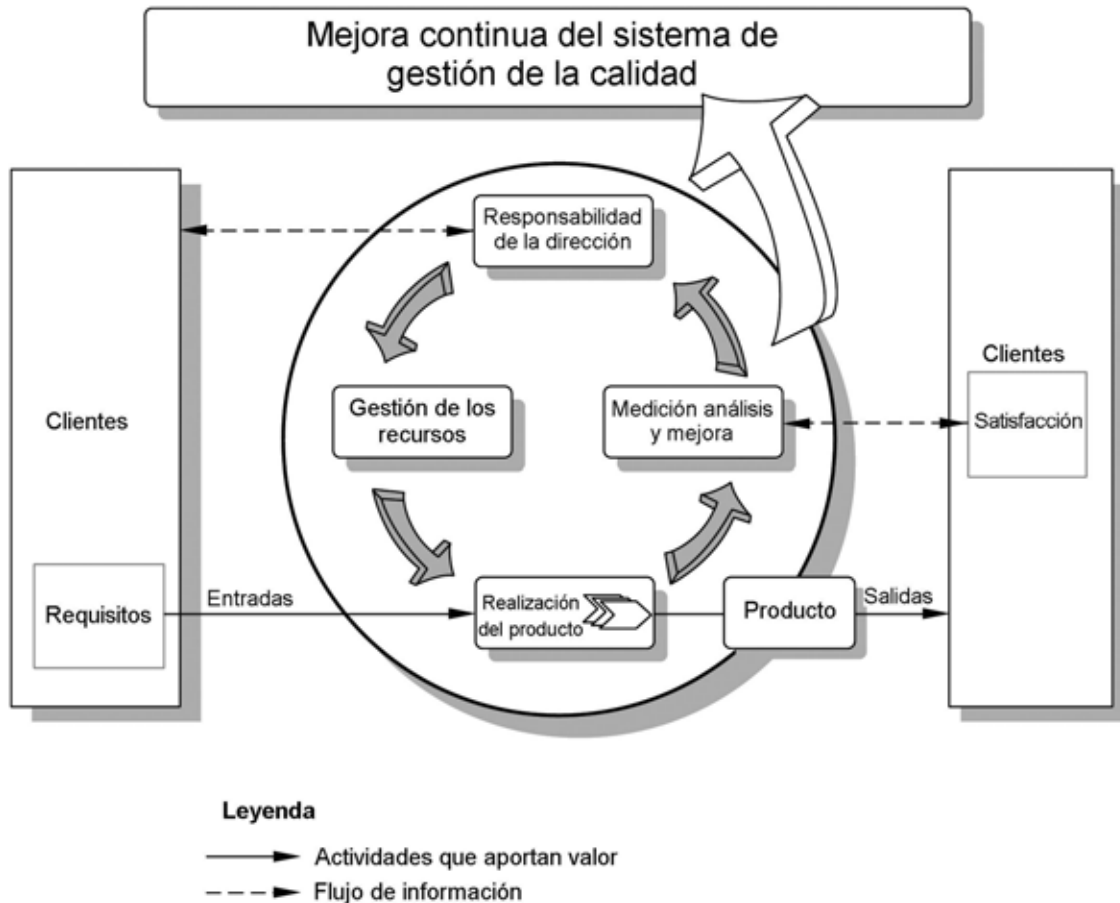 Mejora continua del sistema de
gestión de la calidad
Responsabilidad
de la dirección
Clientes
Gestión de los
recursos
Medición análisis
y mejora
Clientes
Satisfacción
Requisitos
Entradas
Realización
del producto
Producto
Salidas
Leyenda
Actividades que aportan valor
Flujo de información